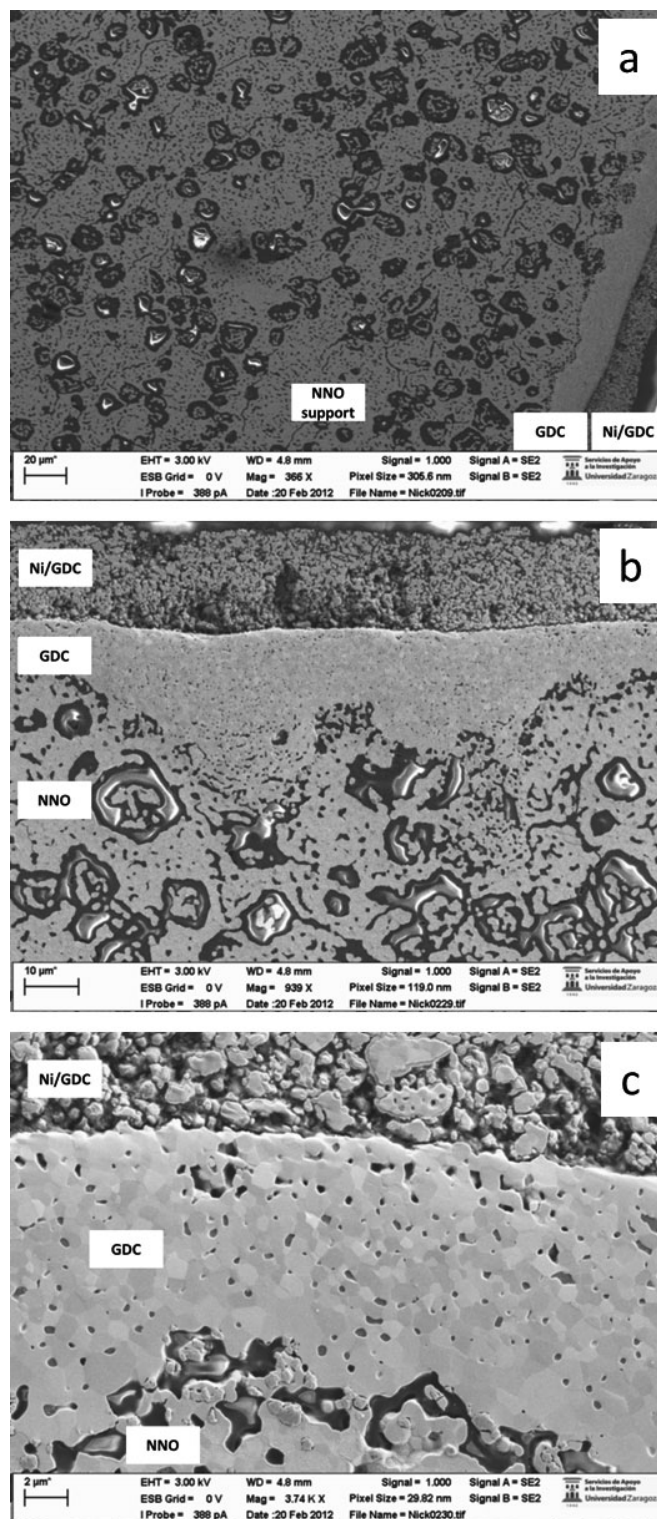 a
NNO
support
GDC
Ni/GDC
20 µm*
EHT = 3.00 kV WD = 4.8 mm Signal = 1.000 Signal A = SE2
ESB Grid = 0 V Mag = 366 X Pixel Size = 305.6 nm Signal B = SE2
I Probe = 388 pA Date :20 Feb 2012 File Name = Nick0209.tif
Servicios de Apoyo
a la Investigación
Universidad Zaragoza
b
Ni/GDC
GDC
NNO
10 µm*
EHT = 3.00 kV WD = 4.8 mm Signal = 1.000 Signal A = SE2
ESB Grid = 0 V Mag = 939 X Pixel Size = 119.0 nm Signal B = SE2
I Probe = 388 pA Date :20 Feb 2012 File Name = Nick0229.tif
Servicios de Apoyo
a la Investigación
Universidad Zaragoza
c
Ni/GDC
GDC
NNO
2 µm*
EHT = 3.00 kV WD = 4.8 mm Signal = 1.000 Signal A = SE2
ESB Grid = 0 V Mag = 3.74 K X Pixel Size = 29.82 nm Signal B = SE2
I Probe = 388 pA Date :20 Feb 2012 File Name = Nick0230.tif
Servicios de Apoyo
a la Investigación
Universidad Zaragoza